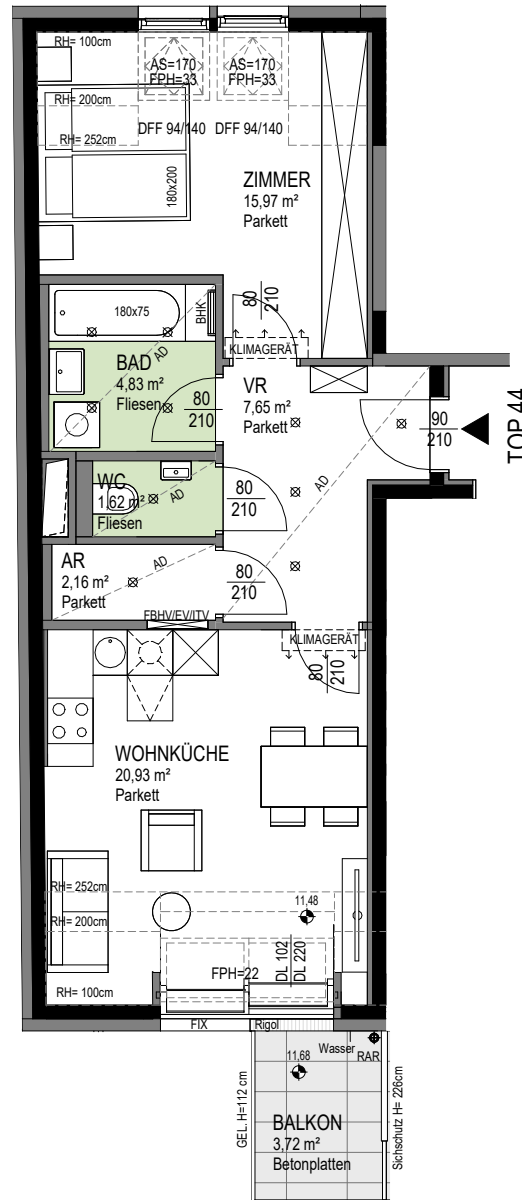 RH= 100cm
AS=170
FPH=33
AS=170
FPH=33
RH= 200cm
DFF 94/140
DFF 94/140
RH= 252cm
180x200
ZIMMER
15,97 m²
Parkett
80
210
180x75
BHK
KLIMAGERÄT
BAD
4,83 m²
Fliesen
AD
80
210
VR
7,65 m²
Parkett
90
210
TOP 44
WC
1,62 m²
Fliesen
AD
80
210
AD
AR
2,16 m²
Parkett
AD
80
210
FBHV/EV/ITV
KLIMAGERÄT
80
210
WOHNKÜCHE
20,93 m²
Parkett
RH= 252cm
11,48
RH= 200cm
DL 102
DL 220
FPH=22
RH= 100cm
FIX
Rigol
Wasser
RAR
11,68
GEL. H=112 cm
Sichschutz H= 226cm
BALKON
3,72 m²
Betonplatten